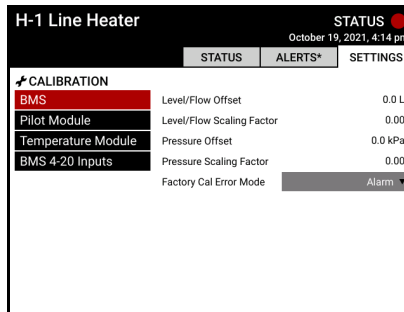 H-1 Line Heater
STATUS
October 19, 2021, 4:14 pm
STATUS
ALERTS*
SETTINGS
CALIBRATION
BMS
Level/Flow Offset 0.0 L
Pilot Module
Level/Flow Scaling Factor 0.00
Temperature Module
Pressure Offset 0.0 kPa
BMS 4-20 Inputs
Pressure Scaling Factor 0.00
Factory Cal Error Mode Alarm